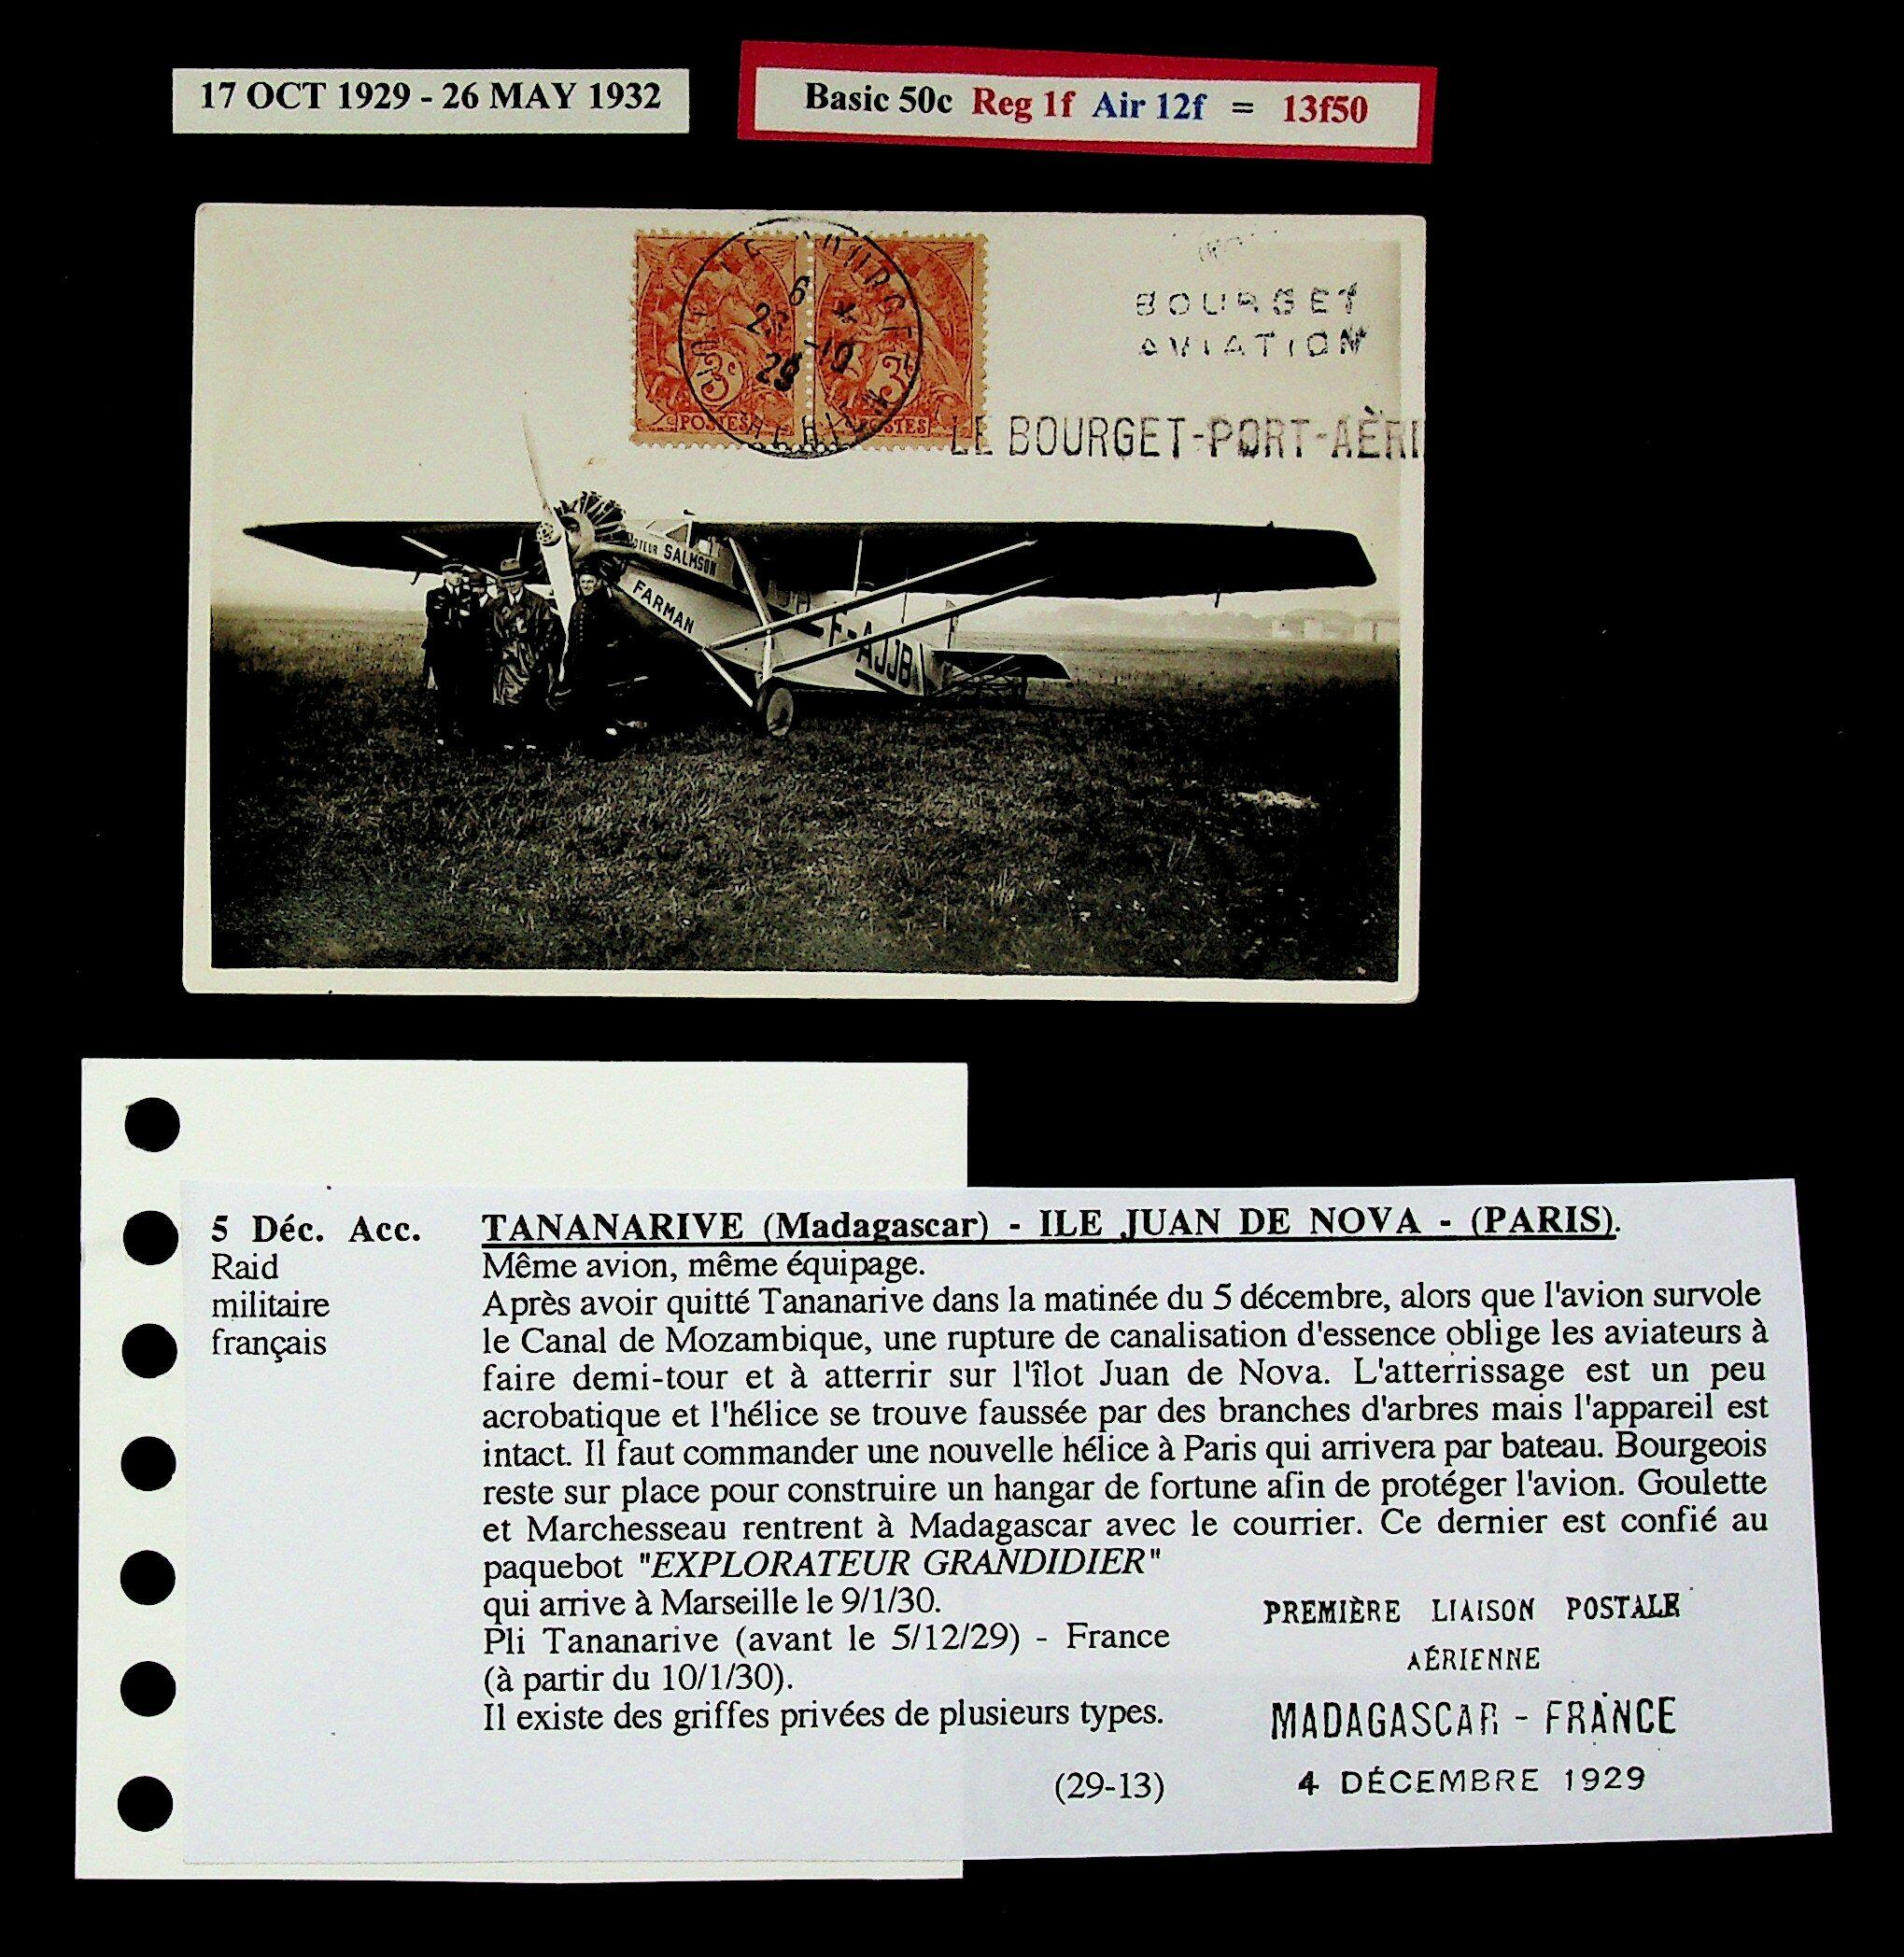 17 OCT 1929 - 26 MAY 1932
Basic 50c Reg 1f Air 12f = 13f50
BOURGET
AVIATION
3c 3c
POSTES POSTES
LE BOURGET-PORT-AÉRI
MOTEUR SALMSON
FARMAN
F-AJJB
5 Déc. Acc. TANANARIVE (Madagascar) - ILE JUAN DE NOVA - (PARIS).
Raid Même avion, même équipage.
militaire Après avoir quitté Tananarive dans la matinée du 5 décembre, alors que l'avion survole
français le Canal de Mozambique, une rupture de canalisation d'essence oblige les aviateurs à
faire demi-tour et à atterrir sur l'îlot Juan de Nova. L'atterrissage est un peu
acrobatique et l'hélice se trouve faussée par des branches d'arbres mais l'appareil est
intact. Il faut commander une nouvelle hélice à Paris qui arrivera par bateau. Bourgeois
reste sur place pour construire un hangar de fortune afin de protéger l'avion. Goulette
et Marchesseau rentrent à Madagascar avec le courrier. Ce dernier est confié au
paquebot "EXPLORATEUR GRANDIDIER"
qui arrive à Marseille le 9/1/30.
Pli Tananarive (avant le 5/12/29) - France
(à partir du 10/1/30).
Il existe des griffes privées de plusieurs types.
(29-13)
PREMIÈRE LIAISON POSTALE
AÉRIENNE
MADAGASCAR - FRANCE
4 DÉCEMBRE 1929